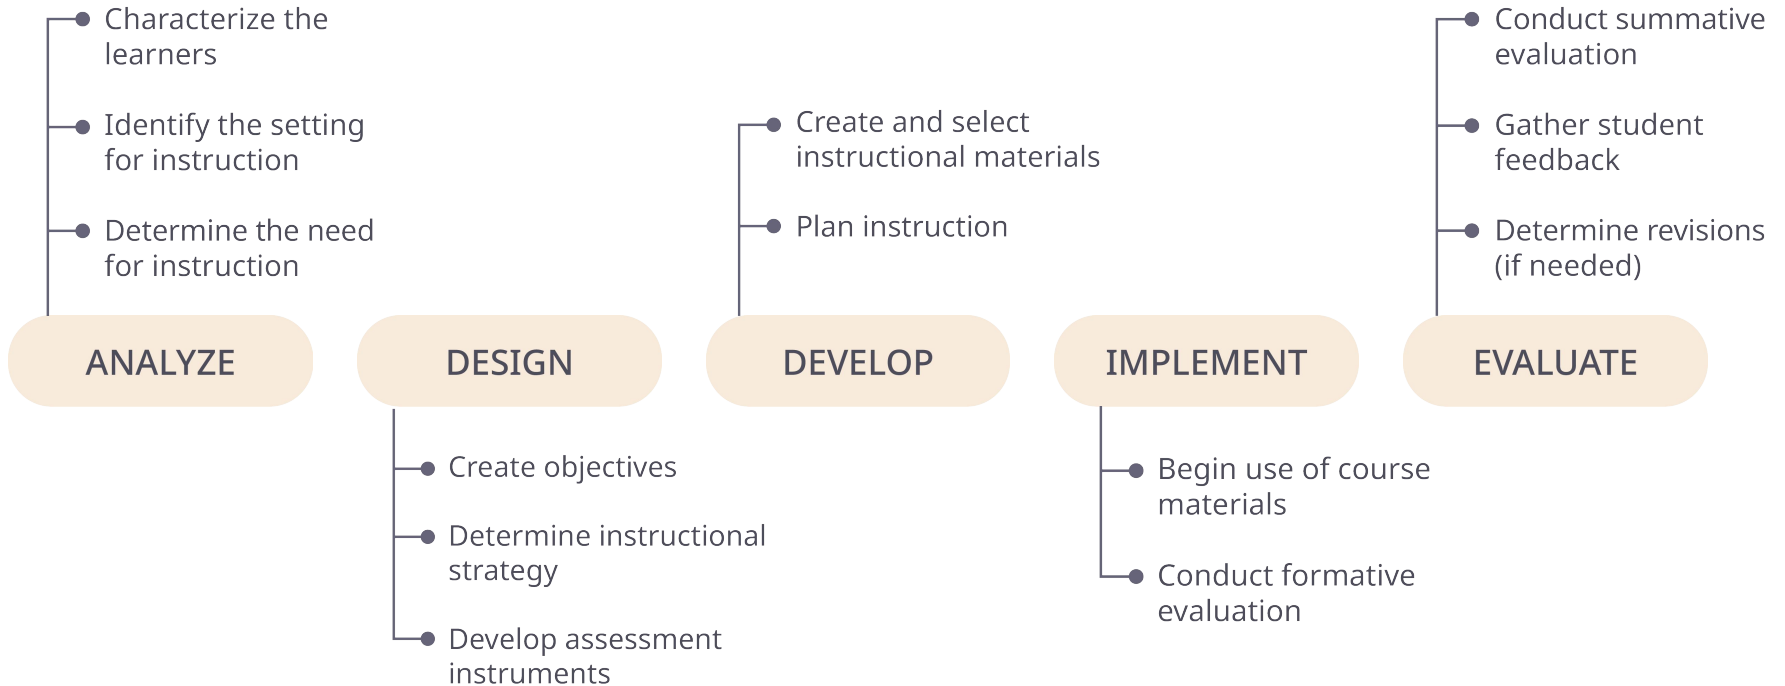 Characterize the
learners
Identify the setting
for instruction
Determine the need
for instruction
ANALYZE
DESIGN
Create objectives
Determine instructional
strategy
Develop assessment
instruments
Create and select
instructional materials
Plan instruction
DEVELOP
IMPLEMENT
Begin use of course
materials
Conduct formative
evaluation
Conduct summative
evaluation
Gather student
feedback
Determine revisions
(if needed)
EVALUATE